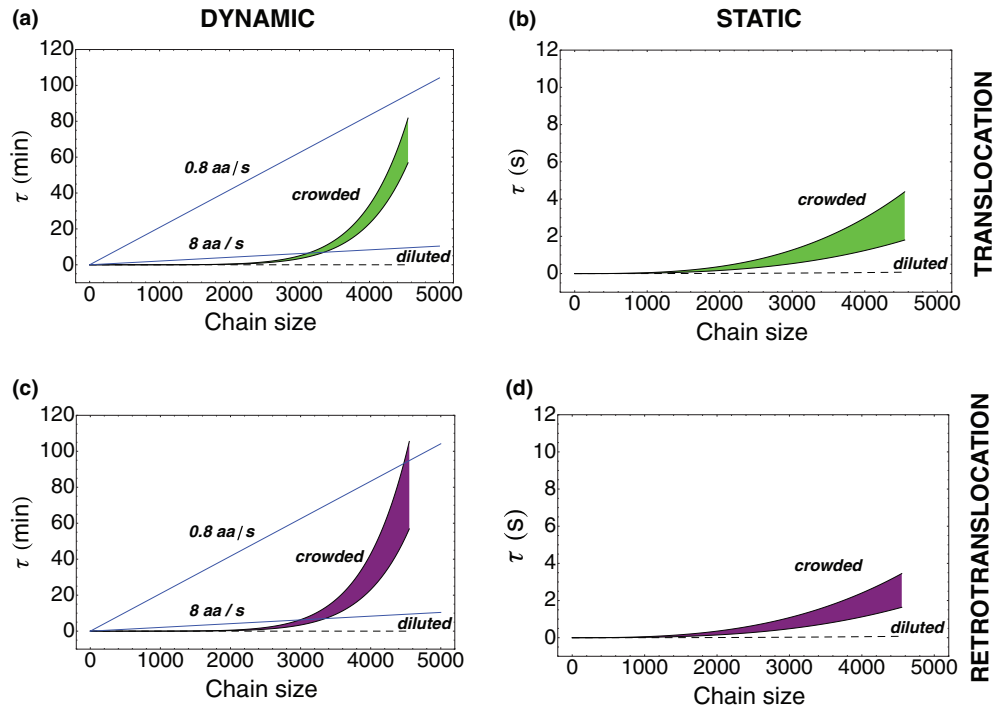 DYNAMIC
STATIC
(a)
120
100
80
60
40
20
0
τ (min)
0.8 aa/s
crowded
8 aa/s
diluted
0 1000 2000 3000 4000 5000
Chain size
(b)
12
10
8
6
4
2
0
τ (s)
crowded
diluted
0 1000 2000 3000 4000 5000
Chain size
TRANSLOCATION
(c)
120
100
80
60
40
20
0
τ (min)
0.8 aa/s
crowded
8 aa/s
diluted
0 1000 2000 3000 4000 5000
Chain size
(d)
12
10
8
6
4
2
0
τ (s)
crowded
diluted
0 1000 2000 3000 4000 5000
Chain size
RETROTRANSLOCATION